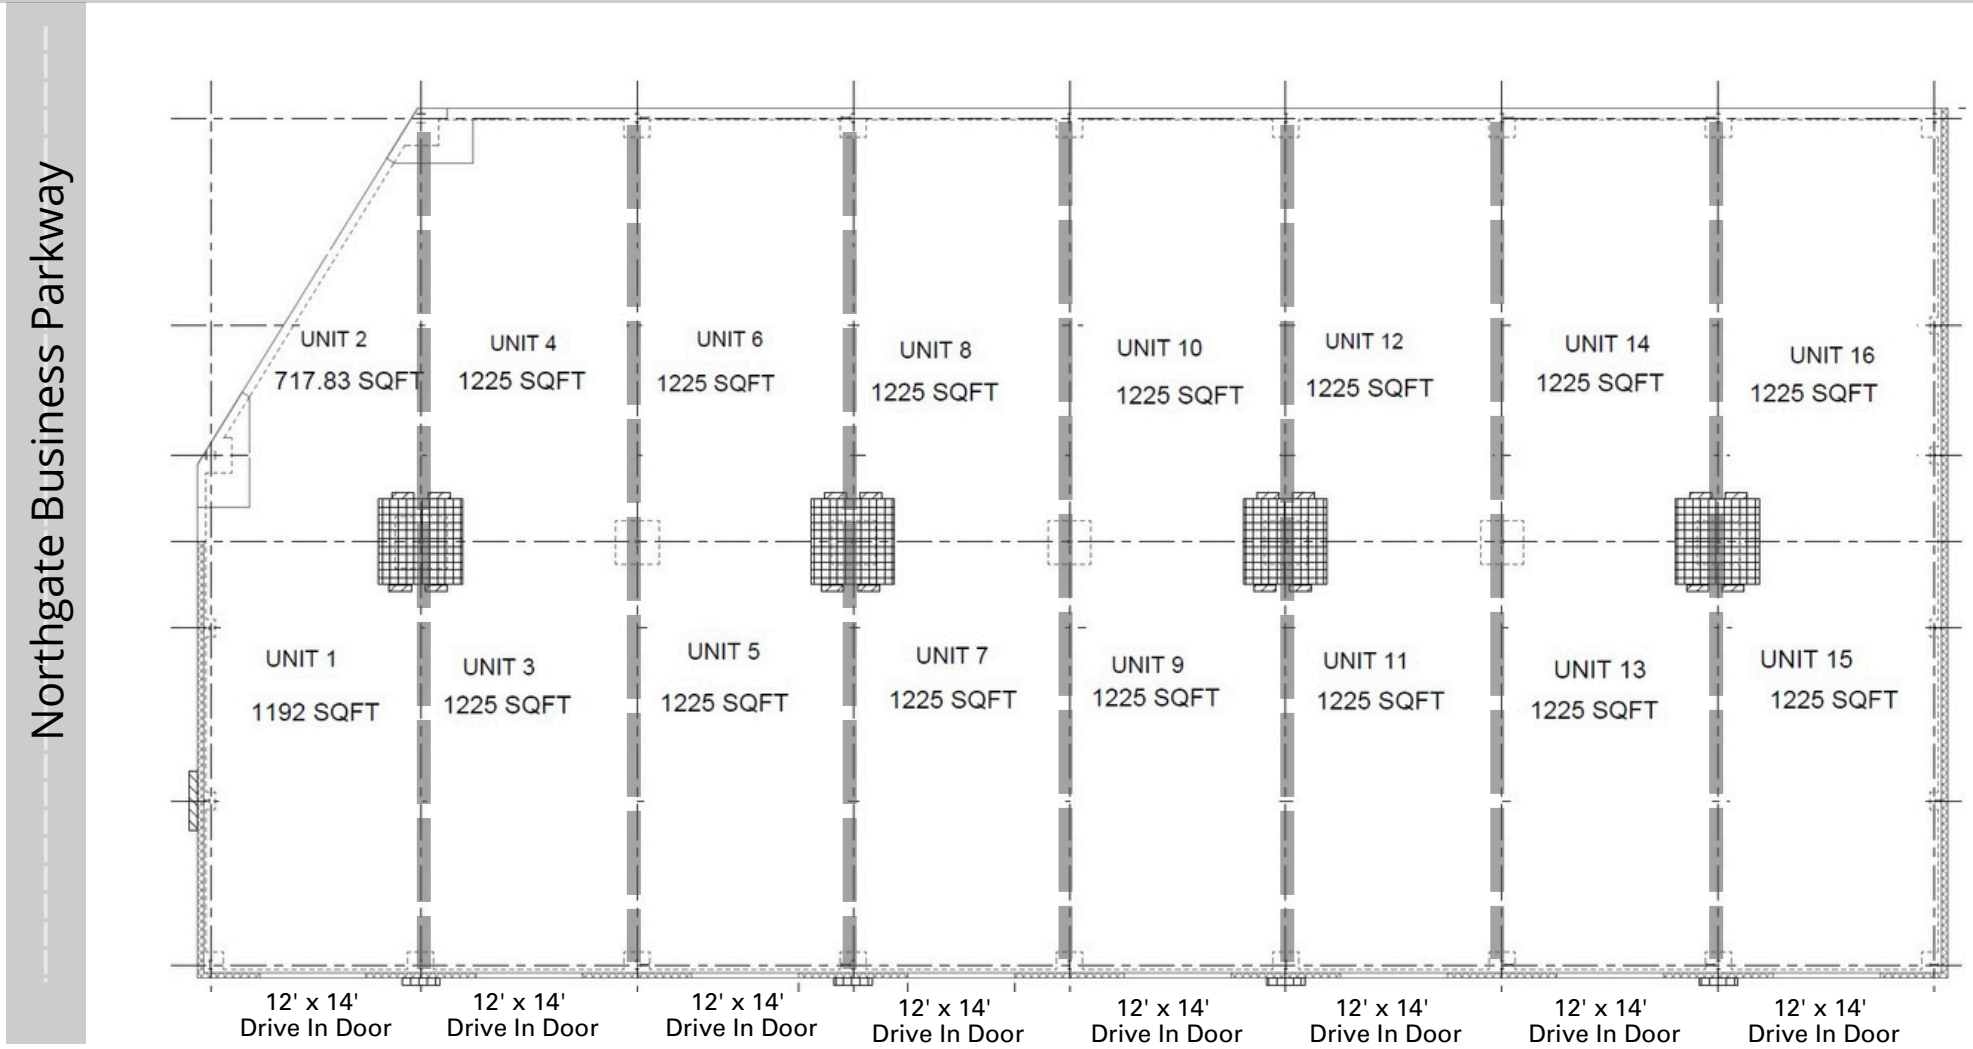 Northgate Business Parkway
UNIT 2
717.83 SQFT
UNIT 4
1225 SQFT
UNIT 6
1225 SQFT
UNIT 8
1225 SQFT
UNIT 10
1225 SQFT
UNIT 12
1225 SQFT
UNIT 14
1225 SQFT
UNIT 16
1225 SQFT
UNIT 1
1192 SQFT
UNIT 3
1225 SQFT
UNIT 5
1225 SQFT
UNIT 7
1225 SQFT
UNIT 9
1225 SQFT
UNIT 11
1225 SQFT
UNIT 13
1225 SQFT
UNIT 15
1225 SQFT
12' x 14'
Drive In Door
12' x 14'
Drive In Door
12' x 14'
Drive In Door
12' x 14'
Drive In Door
12' x 14'
Drive In Door
12' x 14'
Drive In Door
12' x 14'
Drive In Door
12' x 14'
Drive In Door